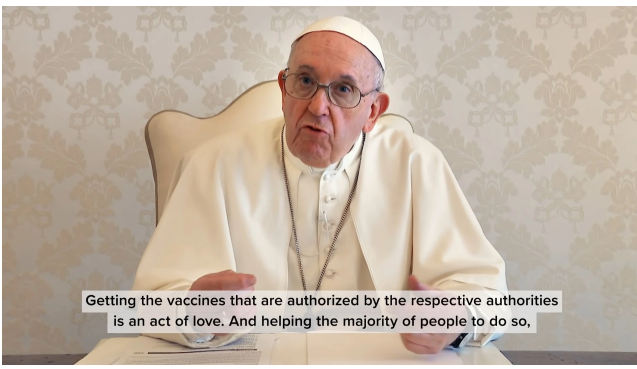 Getting the vaccines that are authorized by the respective authorities
is an act of love. And helping the majority of people to do so,